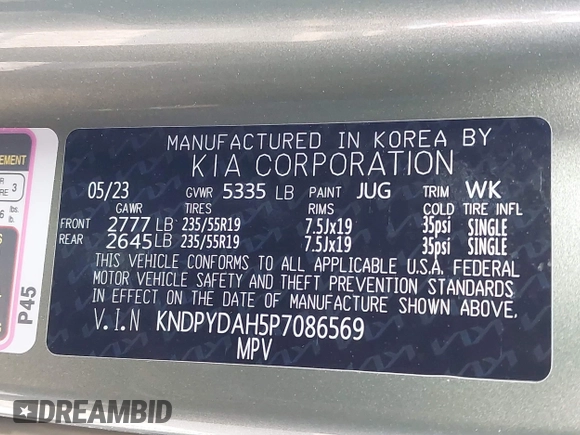 MANUFACTURED IN KOREA BY
KIA CORPORATION
05/23 GVWR 5335 LB PAINT JUG TRIM WK
GAWR TIRES RIMS COLD TIRE INFL
FRONT 2777 LB 235/55R19 7.5Jx19 35psi SINGLE
REAR 2645 LB 235/55R19 7.5Jx19 35psi SINGLE
THIS VEHICLE CONFORMS TO ALL APPLICABLE U.S.A. FEDERAL
MOTOR VEHICLE SAFETY AND THEFT PREVENTION STANDARDS
IN EFFECT ON THE DATE OF MANUFACTURE SHOWN ABOVE.
V.I.N KNDPYDAH5P7086569
MPV
3
lbs.
P45
DREAMBID